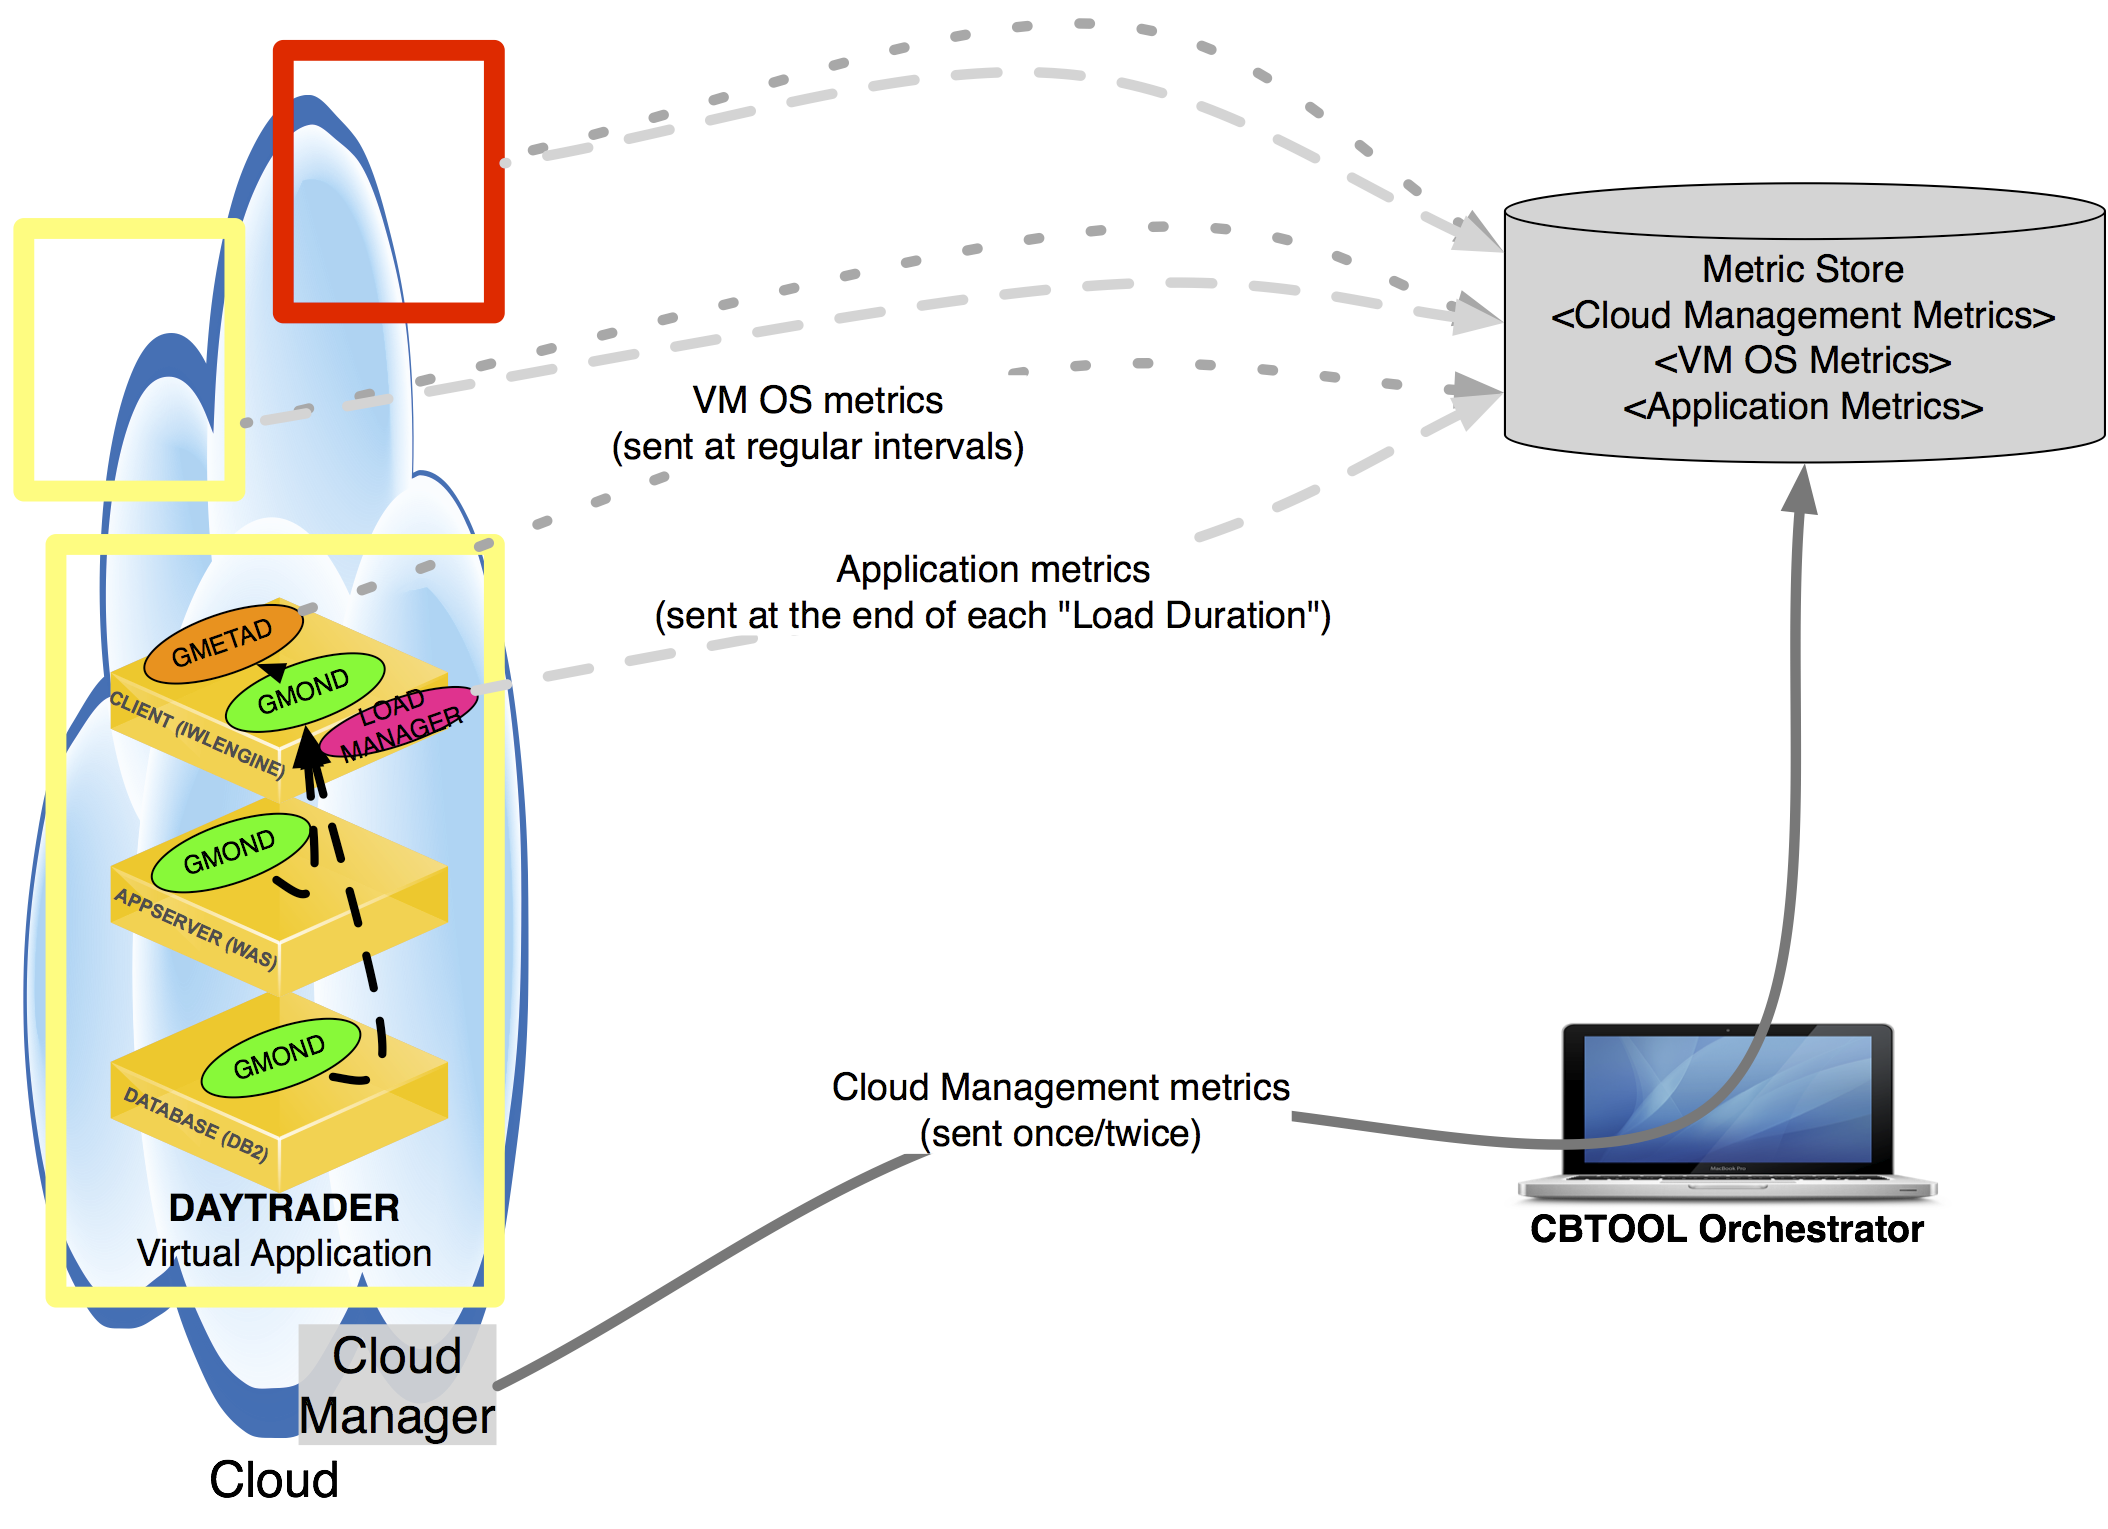 Metric Store
<Cloud Management Metrics>
<VM OS Metrics>
<Application Metrics>
VM OS metrics
(sent at regular intervals)
Application metrics
(sent at the end of each "Load Duration")
GMETAD
GMOND
LOAD
MANAGER
CLIENT (IWLENGINE)
GMOND
APPSERVER (WAS)
GMOND
DATABASE (DB2)
DAYTRADER
Virtual Application
Cloud Management metrics
(sent once/twice)
MacBook Pro
CBTOOL Orchestrator
Cloud
Manager
Cloud